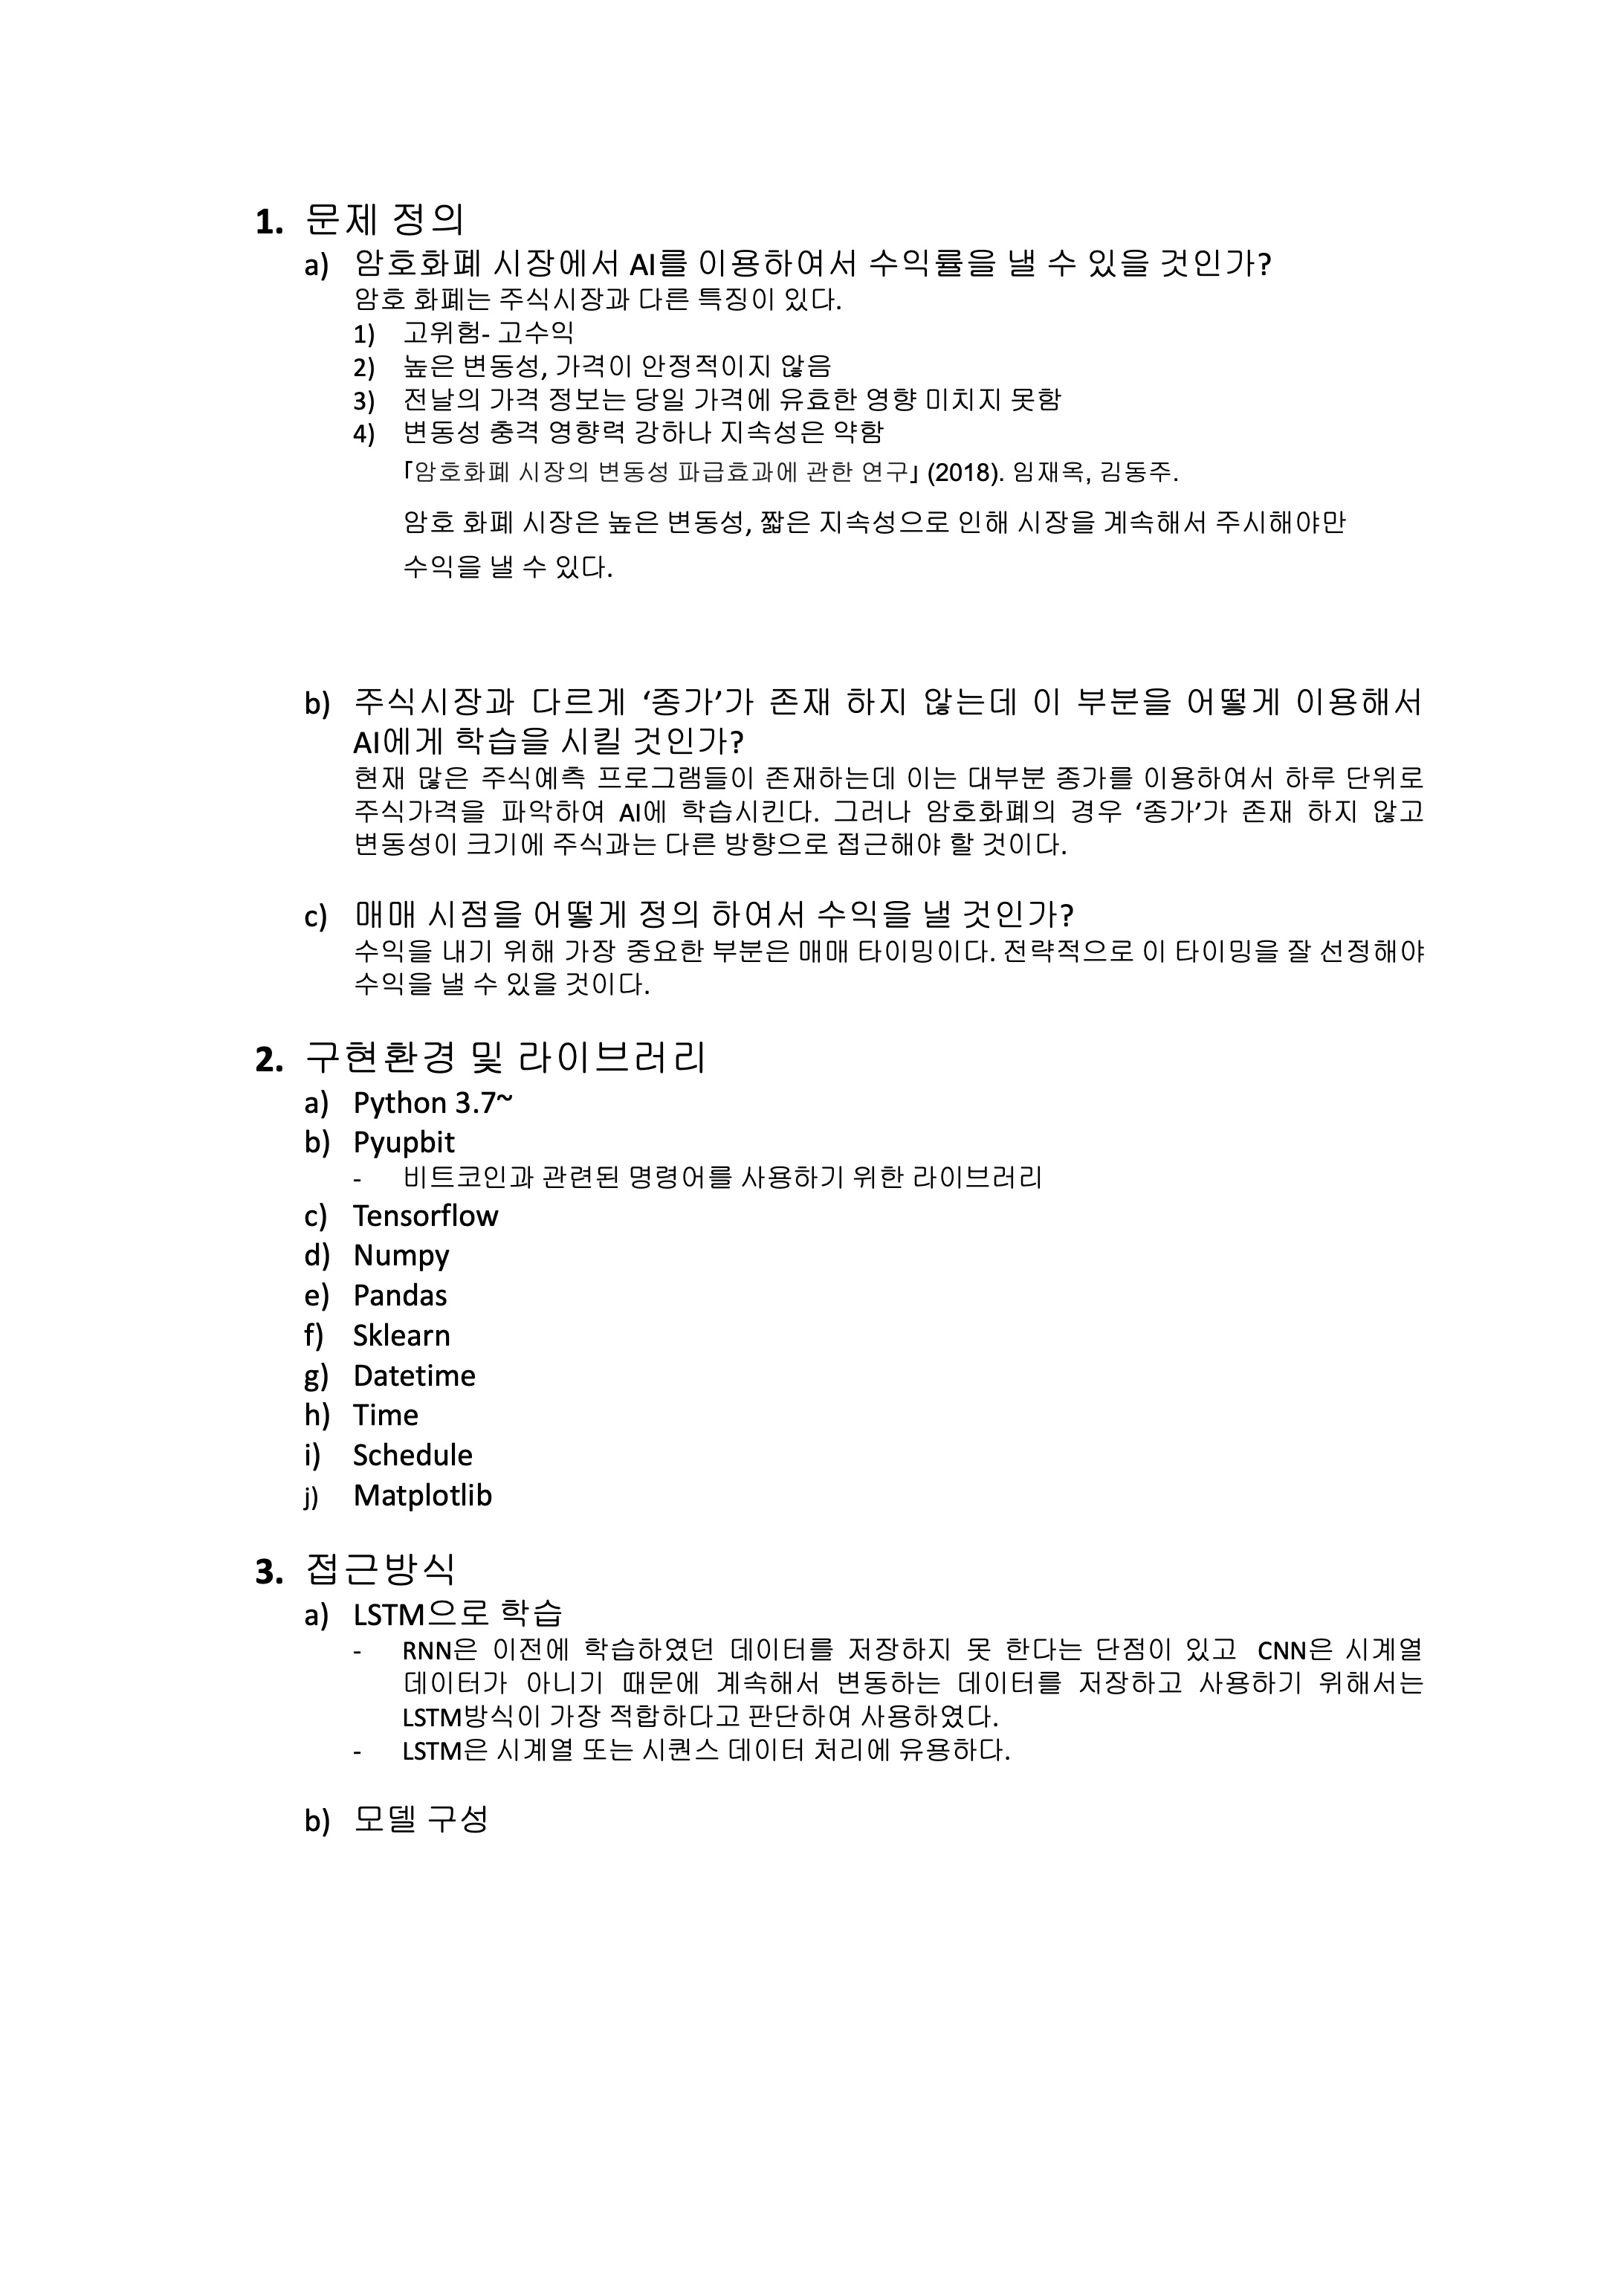 1. 문제 정의
a) 암호화폐 시장에서 AI를 이용하여서 수익률을 낼 수 있을 것인가?
암호 화폐는 주식시장과 다른 특징이 있다.
1) 고위험- 고수익
2) 높은 변동성, 가격이 안정적이지 않음
3) 전날의 가격 정보는 당일 가격에 유효한 영향 미치지 못함
4) 변동성 충격 영향력 강하나 지속성은 약함
「암호화폐 시장의 변동성 파급효과에 관한 연구」 (2018). 임재옥, 김동주.
암호 화폐 시장은 높은 변동성, 짧은 지속성으로 인해 시장을 계속해서 주시해야만
수익을 낼 수 있다.
b) 주식시장과 다르게 ‘종가’가 존재 하지 않는데 이 부분을 어떻게 이용해서
AI에게 학습을 시킬 것인가?
현재 많은 주식예측 프로그램들이 존재하는데 이는 대부분 종가를 이용하여서 하루 단위로
주식가격을 파악하여 AI에 학습시킨다. 그러나 암호화폐의 경우 ‘종가’가 존재 하지 않고
변동성이 크기에 주식과는 다른 방향으로 접근해야 할 것이다.
c) 매매 시점을 어떻게 정의 하여서 수익을 낼 것인가?
수익을 내기 위해 가장 중요한 부분은 매매 타이밍이다. 전략적으로 이 타이밍을 잘 선정해야
수익을 낼 수 있을 것이다.
2. 구현환경 및 라이브러리
a) Python 3.7~
b) Pyupbit
- 비트코인과 관련된 명령어를 사용하기 위한 라이브러리
c) Tensorflow
d) Numpy
e) Pandas
f) Sklearn
g) Datetime
h) Time
i) Schedule
j) Matplotlib
3. 접근방식
a) LSTM으로 학습
- RNN은 이전에 학습하였던 데이터를 저장하지 못 한다는 단점이 있고 CNN은 시계열
데이터가 아니기 때문에 계속해서 변동하는 데이터를 저장하고 사용하기 위해서는
LSTM방식이 가장 적합하다고 판단하여 사용하였다.
- LSTM은 시계열 또는 시퀀스 데이터 처리에 유용하다.
b) 모델 구성